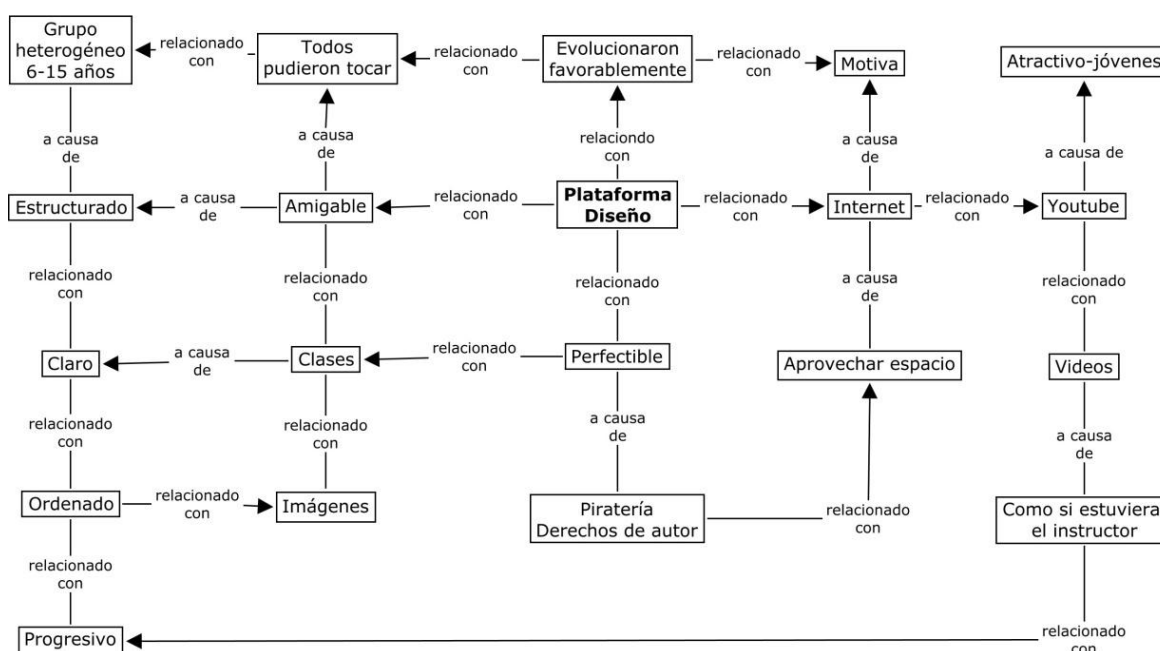 Grupo
heterogéneo
6-15 años
relacionado
con
Todos
pudieron tocar
relacionado
con
Evolucionaron
favorablemente
relacionado
con
Motiva
Atractivo-jóvenes
a causa
de
a causa
de
relaciondo
con
a causa
de
a causa de
Estructurado
a causa
de
Amigable
relacionado
con
Plataforma
Diseño
relacionado
con
Internet
relacionado
con
Youtube
relacionado
con
relacionado
con
relacionado
con
a causa
de
relacionado
con
Claro
a causa
de
Clases
relacionado
con
Perfectible
Aprovechar espacio
Videos
relacionado
con
relacionado
con
a causa
de
a causa
de
Ordenado
relacionado
con
Imágenes
Piratería
Derechos de autor
relacionado
con
Como si estuviera
el instructor
relacionado
con
Progresivo
relacionado
con